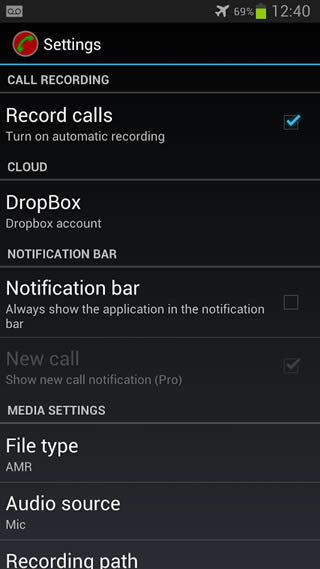 69% 12:40
Settings
CALL RECORDING
Record calls
Turn on automatic recording
CLOUD
DropBox
Dropbox account
NOTIFICATION BAR
Notification bar
Always show the application in the notification
bar
New call
Show new call notification (Pro)
MEDIA SETTINGS
File type
AMR
Audio source
Mic
Recording path